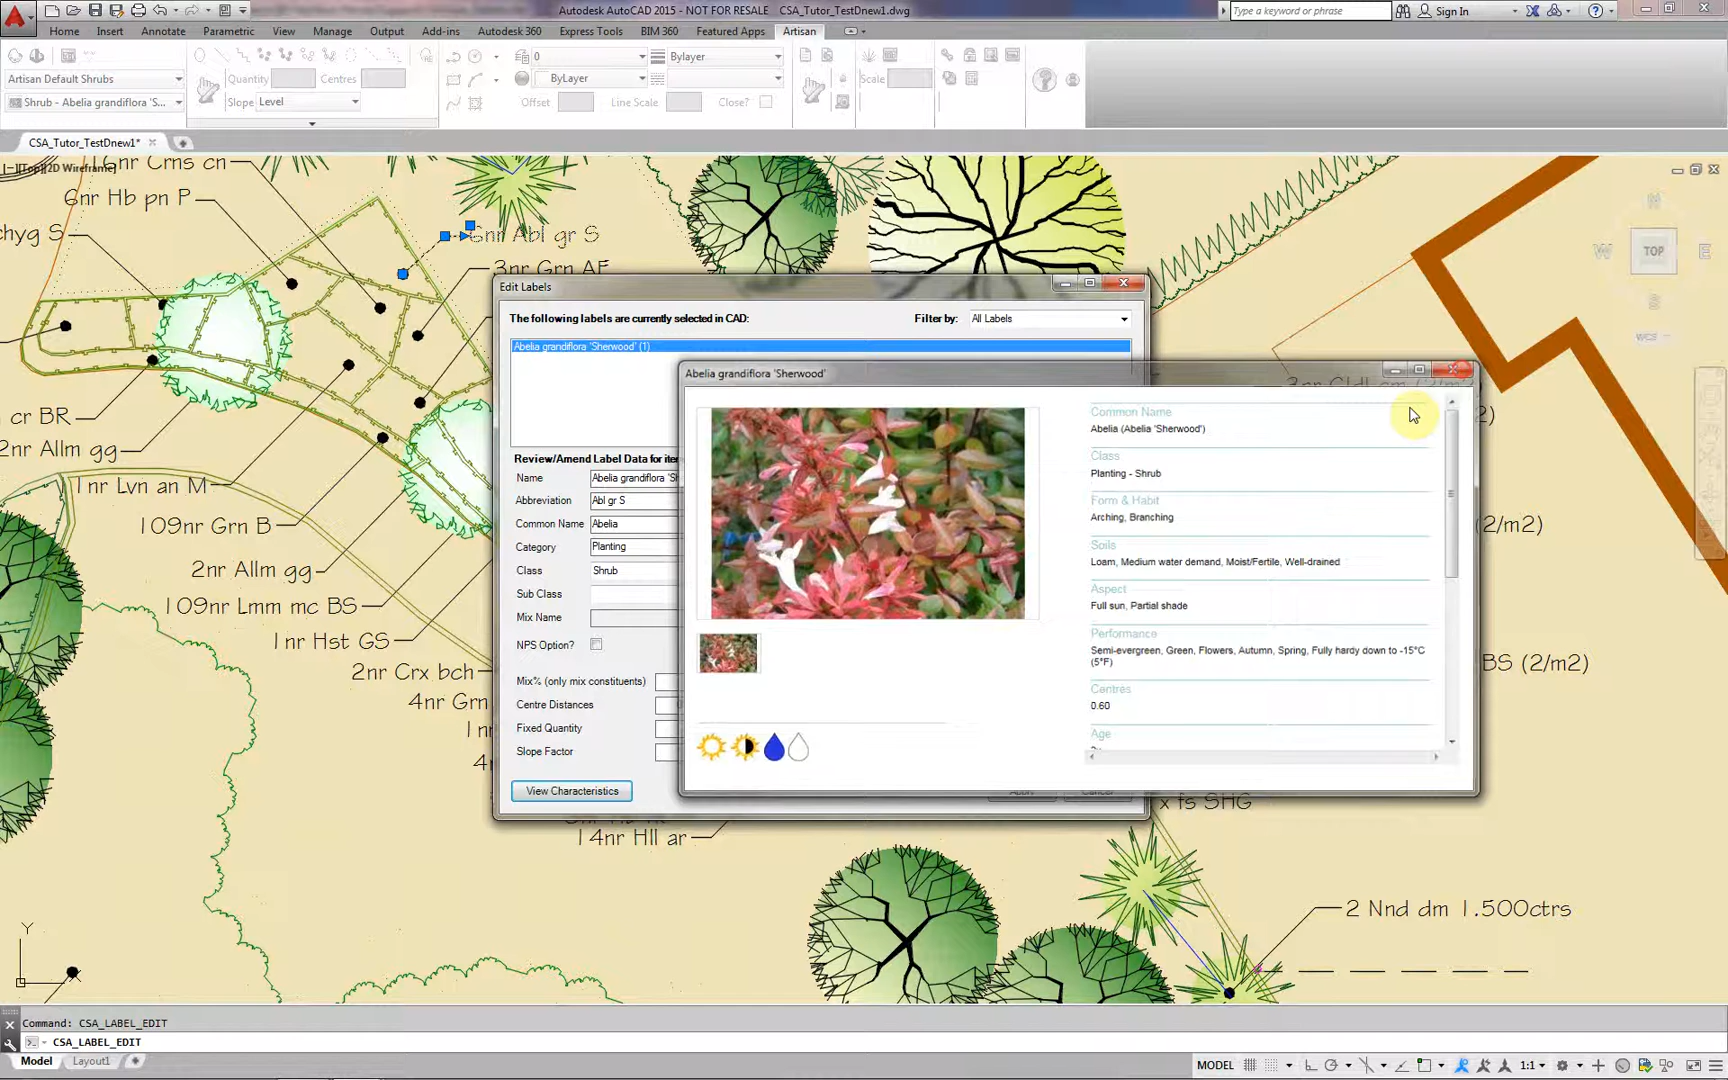 Autodesk AutoCAD 2015 - NOT FOR RESALE CSA_Tutor_TestDnew1.dwg
Type a keyword or phrase
Sign In
Home Insert Annotate Parametric View Manage Output Add-ins Autodesk 360 Express Tools BIM 360 Featured Apps Artisan
Artisan Default Shrubs
Quantity
Centres
0
Bylayer
Scale
ByLayer
Shrub - Abelia grandiflora 'S...
Slope Level
Offset
Line Scale
Close?
CSA_Tutor_TestDnew1*
[−][Top][2D Wireframe]
16nr Crns cn
6nr Hb pn P
hyg S
6nr Abl gr S
3nr Grn AF
cr BR
2nr Allm gg
1nr Lvn an M
109nr Grn B
2nr Allm gg
109nr Lmm mc BS
1nr Hst GS
2nr Crx bch
4nr Grn
14nr Hll ar
(2/m2)
BS (2/m2)
x fs SHG
2 Nnd dm 1.500ctrs
N
W TOP E
S
WCS
Edit Labels
The following labels are currently selected in CAD:
Filter by: All Labels
Abelia grandiflora 'Sherwood' (1)
Review/Amend Label Data for ite
Name Abelia grandiflora 'Sh
Abbreviation Abl gr S
Common Name Abelia
Category Planting
Class Shrub
Sub Class
Mix Name
NPS Option?
Mix% (only mix constituents)
Centre Distances
Fixed Quantity
Slope Factor
View Characteristics
Cancel
Abelia grandiflora 'Sherwood'
Common Name
Abelia (Abelia 'Sherwood')
Class
Planting - Shrub
Form & Habit
Arching, Branching
Soils
Loam, Medium water demand, Moist/Fertile, Well-drained
Aspect
Full sun, Partial shade
Performance
Semi-evergreen, Green, Flowers, Autumn, Spring, Fully hardy down to -15°C
(5°F)
Centres
0.60
Age
Y
X
Command: CSA_LABEL_EDIT
CSA_LABEL_EDIT
Model Layout1
MODEL
1:1